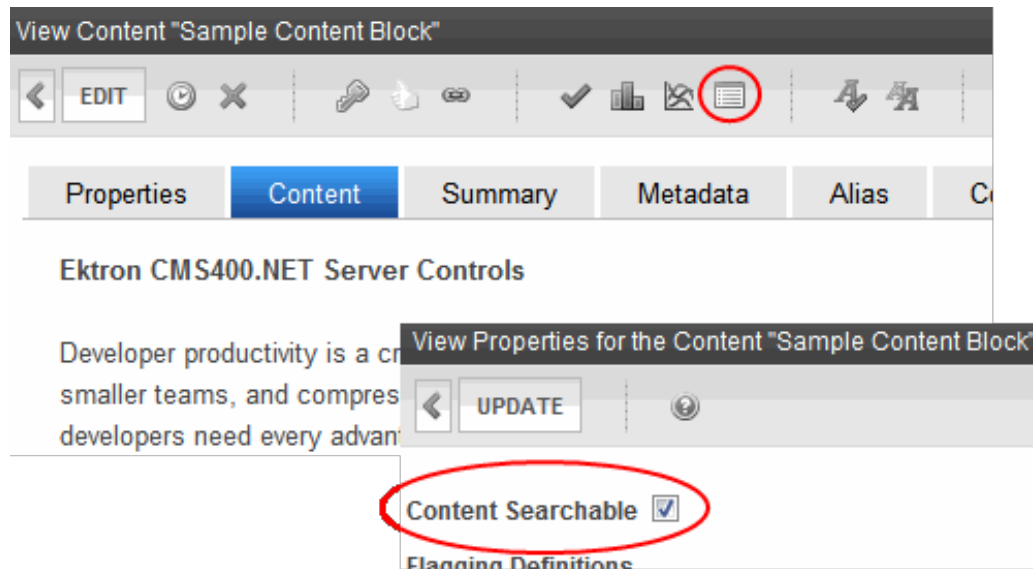 View Content "Sample Content Block"
EDIT
Properties Content Summary Metadata Alias
Ektron CMS400.NET Server Controls
Developer productivity is a
smaller teams, and compres
developers need every advan
View Properties for the Content "Sample Content Block"
UPDATE
Content Searchable
Flagging Definitions